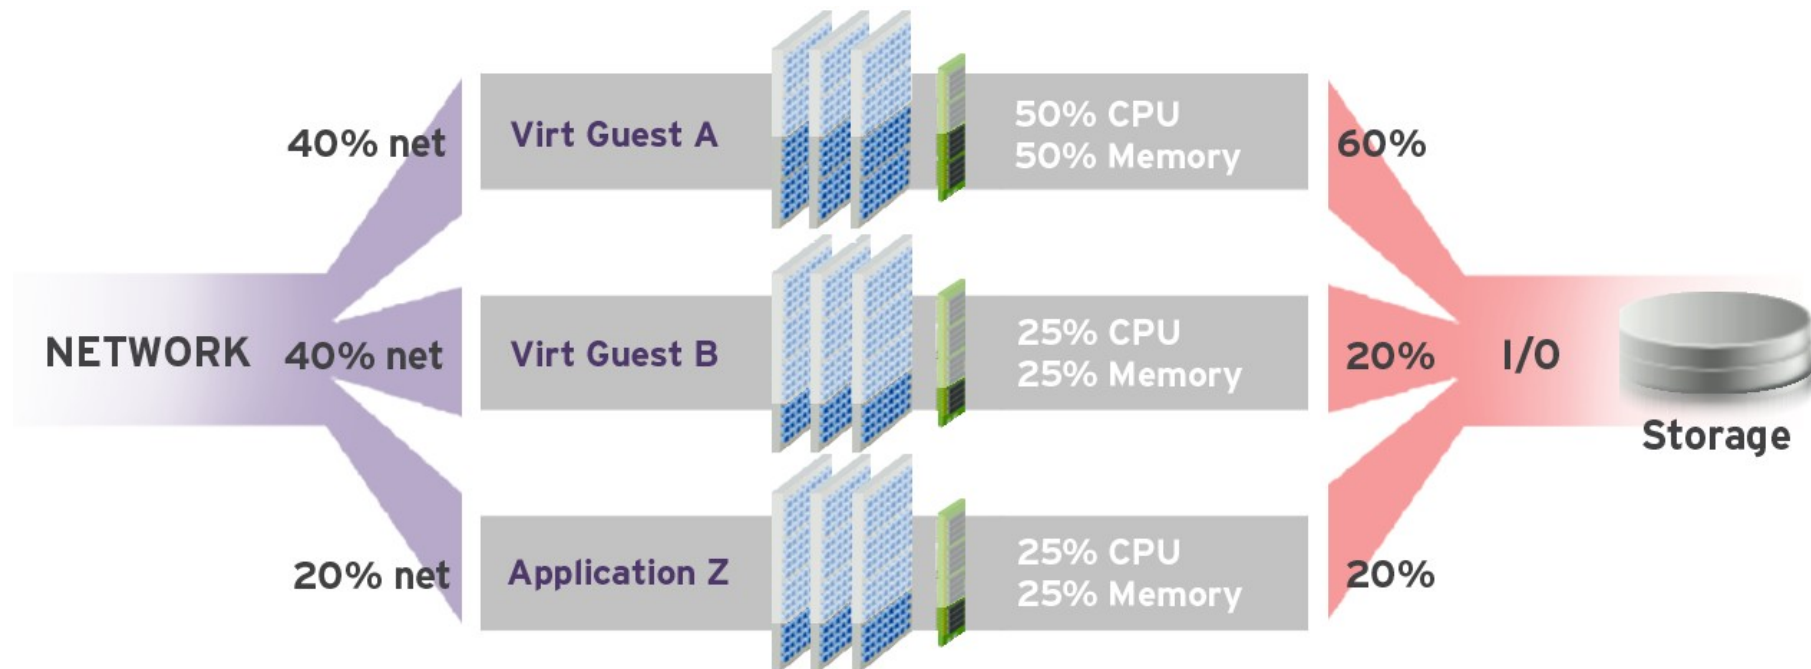 40% net
Virt Guest A
50% CPU
50% Memory
60%
NETWORK
40% net
Virt Guest B
25% CPU
25% Memory
20%
I/O
Storage
20% net
Application Z
25% CPU
25% Memory
20%